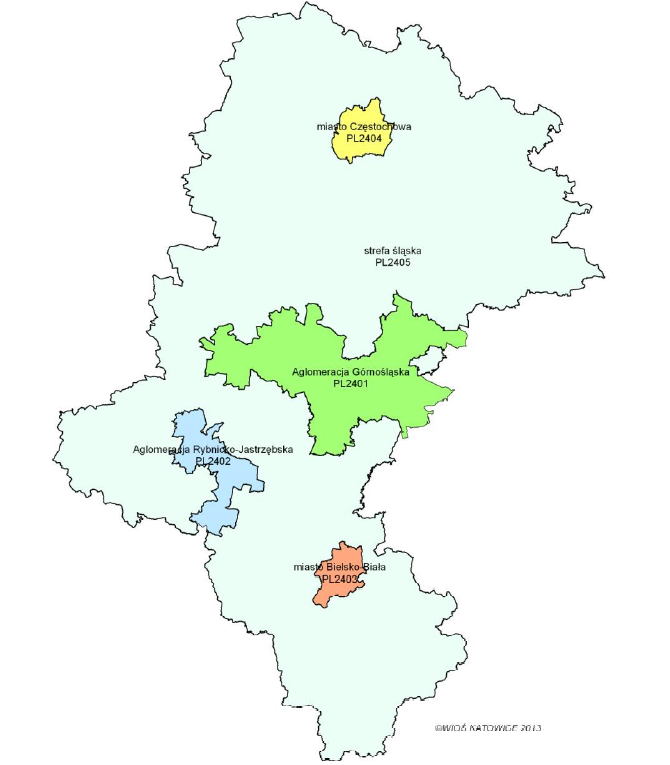 miasto Częstochowa
PL2404
strefa śląska
PL2405
Aglomeracja Górnośląska
PL2401
Aglomeracja Rybnicko-Jastrzębska
PL2402
miasto Bielsko-Biała
PL2403
©WIOŚ KATOWICE 2013